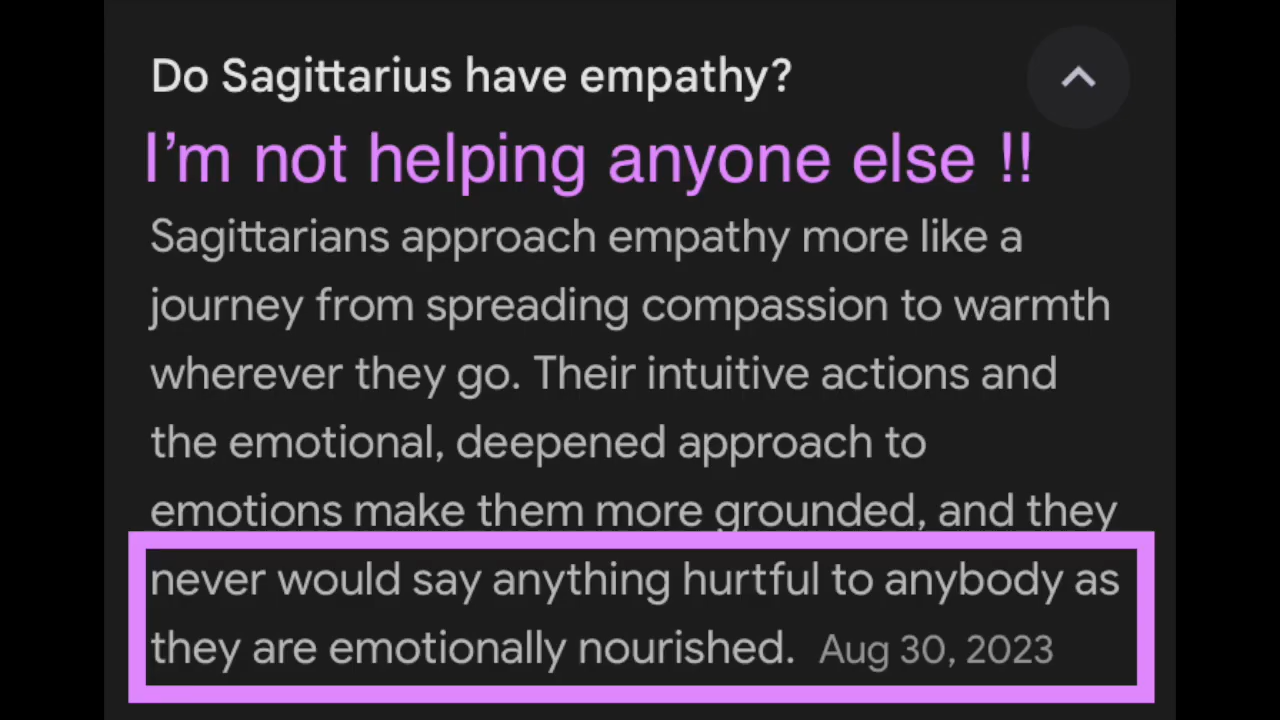 Do Sagittarius have empathy?
I'm not helping anyone else !!
Sagittarians approach empathy more like a
journey from spreading compassion to warmth
wherever they go. Their intuitive actions and
the emotional, deepened approach to
emotions make them more grounded, and they
never would say anything hurtful to anybody as
they are emotionally nourished. Aug 30, 2023